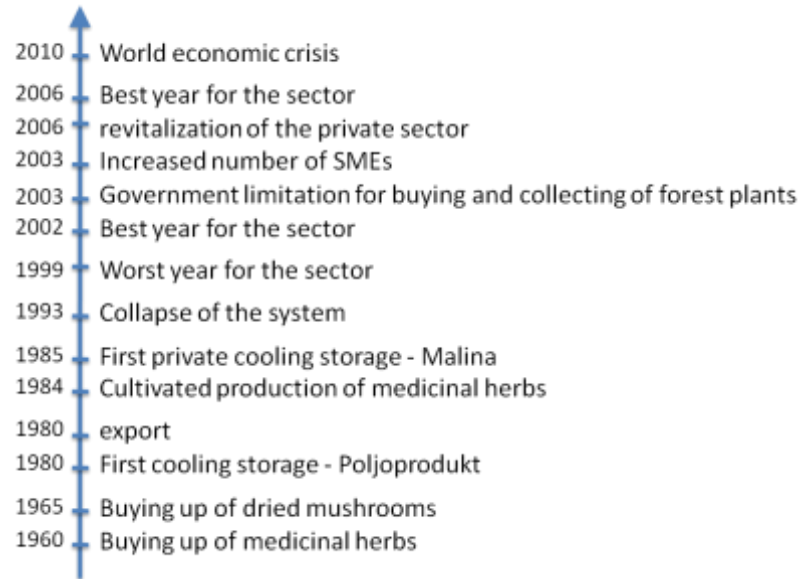 2010 World economic crisis
2006 Best year for the sector
2006 revitalization of the private sector
2003 Increased number of SMEs
2003 Government limitation for buying and collecting of forest plants
2002 Best year for the sector
1999 Worst year for the sector
1993 Collapse of the system
1985 First private cooling storage - Malina
1984 Cultivated production of medicinal herbs
1980 export
1980 First cooling storage - Poljoprodukt
1965 Buying up of dried mushrooms
1960 Buying up of medicinal herbs